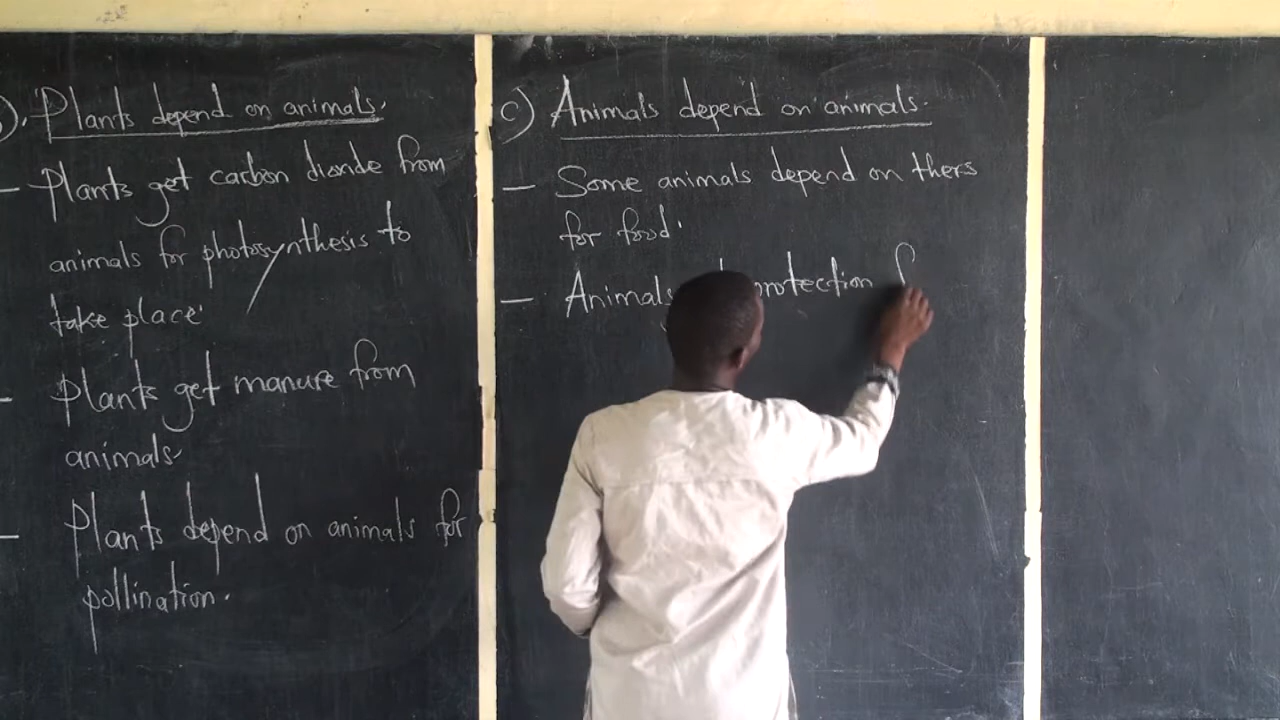 b). Plants depend on animals.
- Plants get carbon dioxide from
animals for photosynthesis to
take place.
- Plants get manure from
animals.
- Plants depend on animals for
pollination.
c) Animals depend on animals.
- Some animals depend on thers
for food.
- Animals protection f